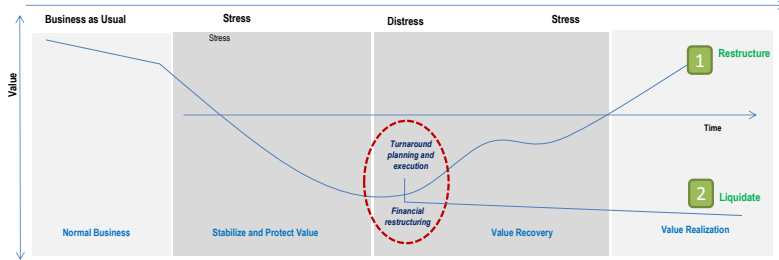 Business as Usual
Stress
Distress
Stress
Stress
Value
1
Restructure
Time
Turnaround
planning and
execution
2
Liquidate
Financial
restructuring
Normal Business
Stabilize and Protect Value
Value Recovery
Value Realization